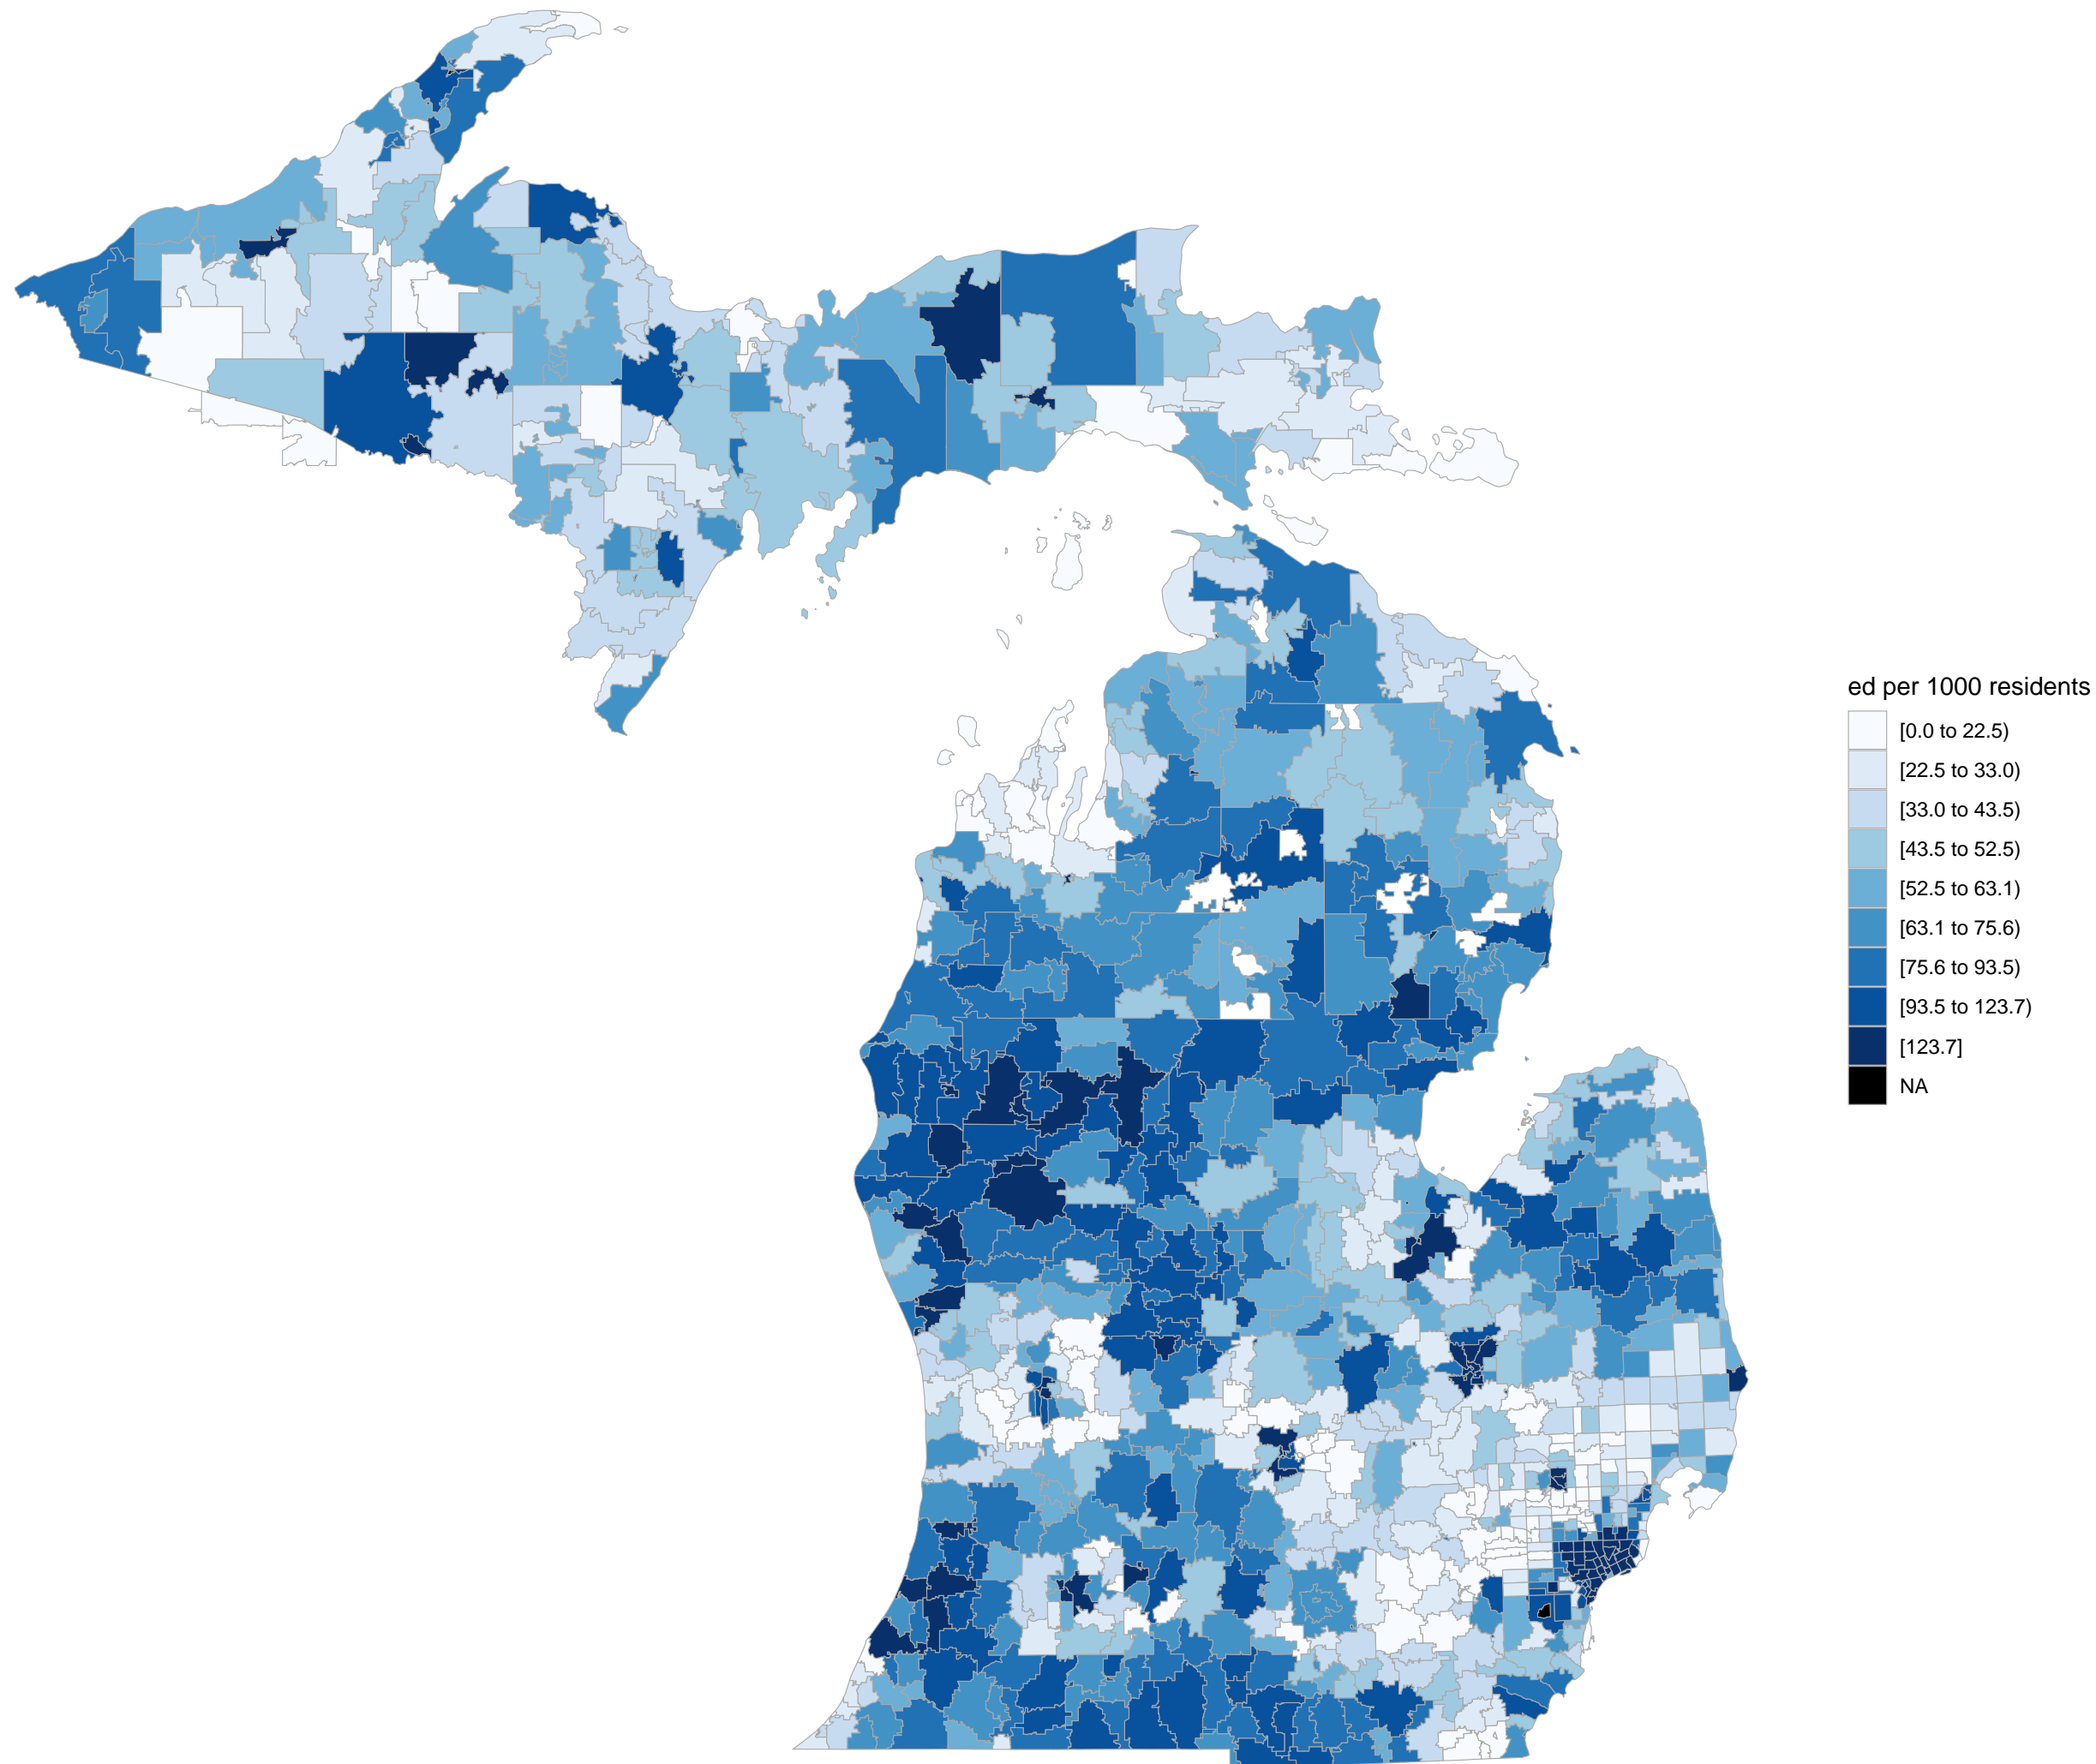 ed per 1000 residents
[0.0 to 22.5)
[22.5 to 33.0)
[33.0 to 43.5)
[43.5 to 52.5)
[52.5 to 63.1)
[63.1 to 75.6)
[75.6 to 93.5)
[93.5 to 123.7)
[123.7]
NA